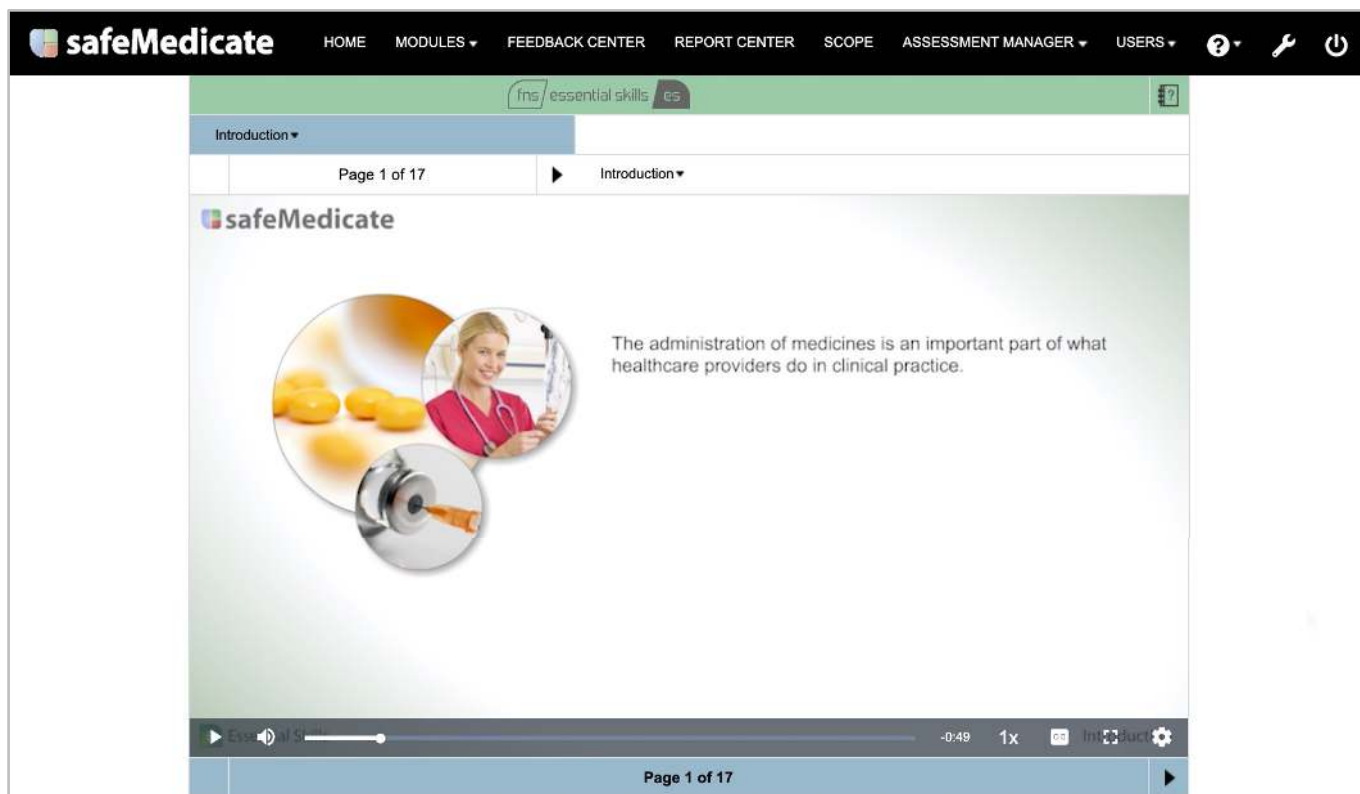 safeMedicate HOME MODULES FEEDBACK CENTER REPORT CENTER SCOPE ASSESSMENT MANAGER USERS ?
fns essential skills es ?
Introduction
Page 1 of 17 Introduction
safeMedicate
The administration of medicines is an important part of what
healthcare providers do in clinical practice.
-0:49 1x CC
Page 1 of 17